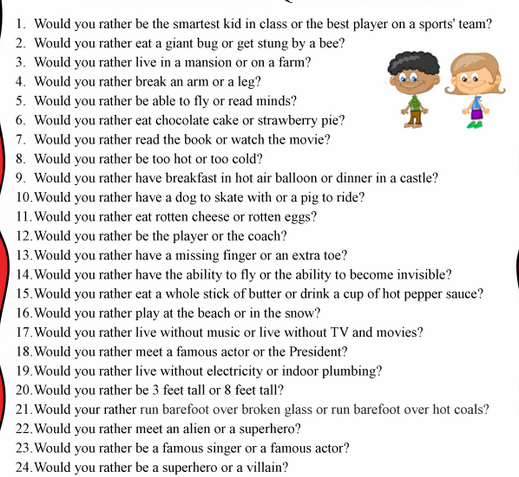 1. Would you rather be the smartest kid in class or the best player on a sports' team?
2. Would you rather eat a giant bug or get stung by a bee?
3. Would you rather live in a mansion or on a farm?
4. Would you rather break an arm or a leg?
5. Would you rather be able to fly or read minds?
6. Would you rather eat chocolate cake or strawberry pie?
7. Would you rather read the book or watch the movie?
8. Would you rather be too hot or too cold?
9. Would you rather have breakfast in hot air balloon or dinner in a castle?
10. Would you rather have a dog to skate with or a pig to ride?
11. Would you rather eat rotten cheese or rotten eggs?
12. Would you rather be the player or the coach?
13. Would you rather have a missing finger or an extra toe?
14. Would you rather have the ability to fly or the ability to become invisible?
15. Would you rather eat a whole stick of butter or drink a cup of hot pepper sauce?
16. Would you rather play at the beach or in the snow?
17. Would you rather live without music or live without TV and movies?
18. Would you rather meet a famous actor or the President?
19. Would you rather live without electricity or indoor plumbing?
20. Would you rather be 3 feet tall or 8 feet tall?
21. Would your rather run barefoot over broken glass or run barefoot over hot coals?
22. Would you rather meet an alien or a superhero?
23. Would you rather be a famous singer or a famous actor?
24. Would you rather be a superhero or a villain?